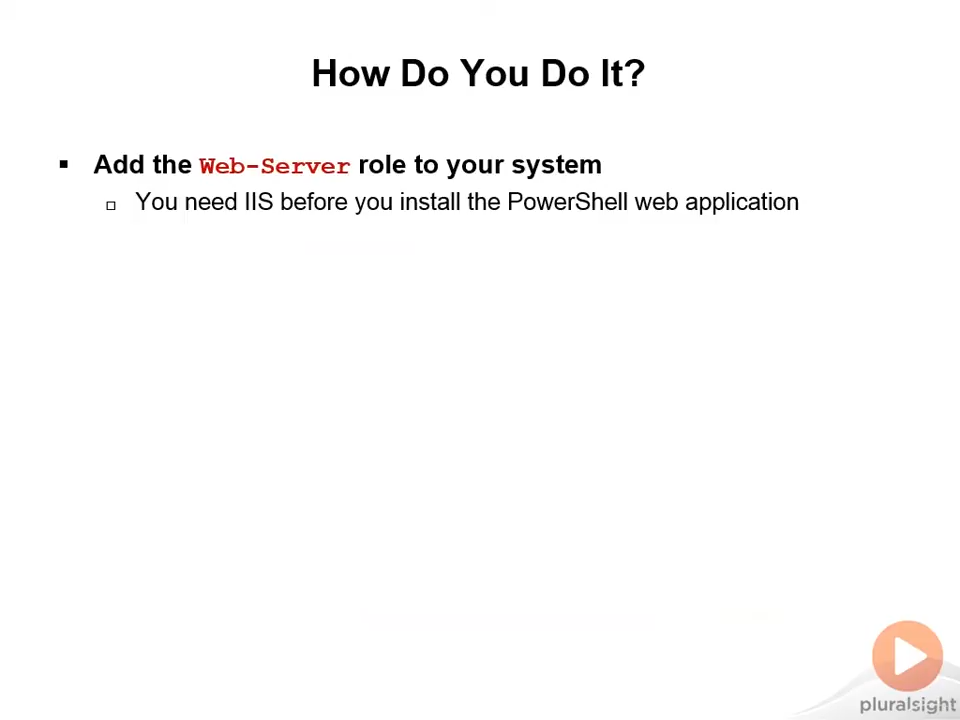 How Do You Do It?
▪ Add the Web-Server role to your system
▫ You need IIS before you install the PowerShell web application
pluralsight